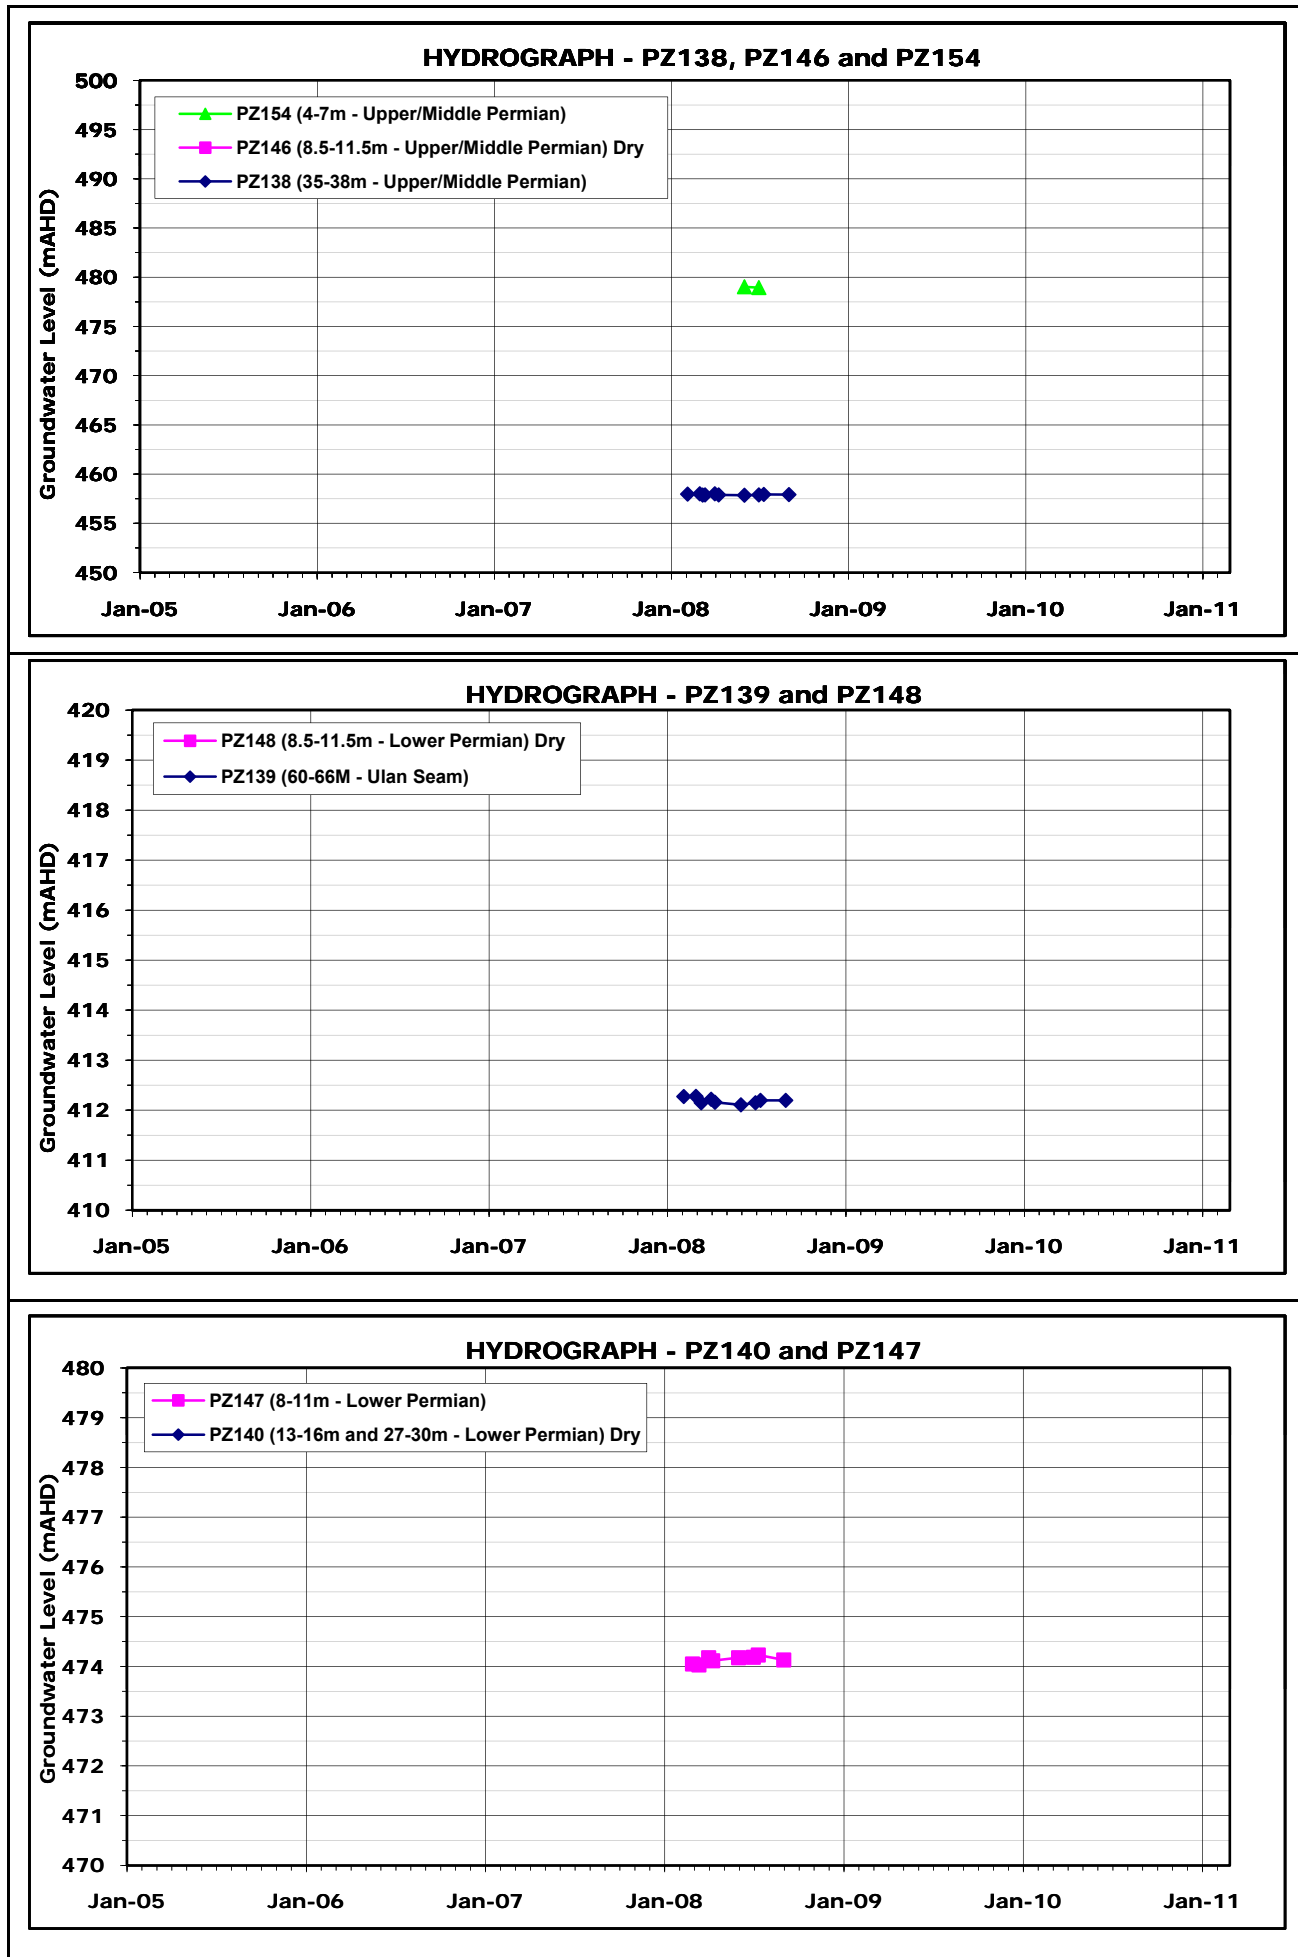 HYDROGRAPH - PZ138, PZ146 and PZ154
500
495
490
485
480
475
470
465
460
455
450
Groundwater Level (mAHD)
PZ154 (4-7m - Upper/Middle Permian)
PZ146 (8.5-11.5m - Upper/Middle Permian) Dry
PZ138 (35-38m - Upper/Middle Permian)
Jan-05 Jan-06 Jan-07 Jan-08 Jan-09 Jan-10 Jan-11
HYDROGRAPH - PZ139 and PZ148
420
419
418
417
416
415
414
413
412
411
410
Groundwater Level (mAHD)
PZ148 (8.5-11.5m - Lower Permian) Dry
PZ139 (60-66M - Ulan Seam)
Jan-05 Jan-06 Jan-07 Jan-08 Jan-09 Jan-10 Jan-11
HYDROGRAPH - PZ140 and PZ147
480
479
478
477
476
475
474
473
472
471
470
Groundwater Level (mAHD)
PZ147 (8-11m - Lower Permian)
PZ140 (13-16m and 27-30m - Lower Permian) Dry
Jan-05 Jan-06 Jan-07 Jan-08 Jan-09 Jan-10 Jan-11